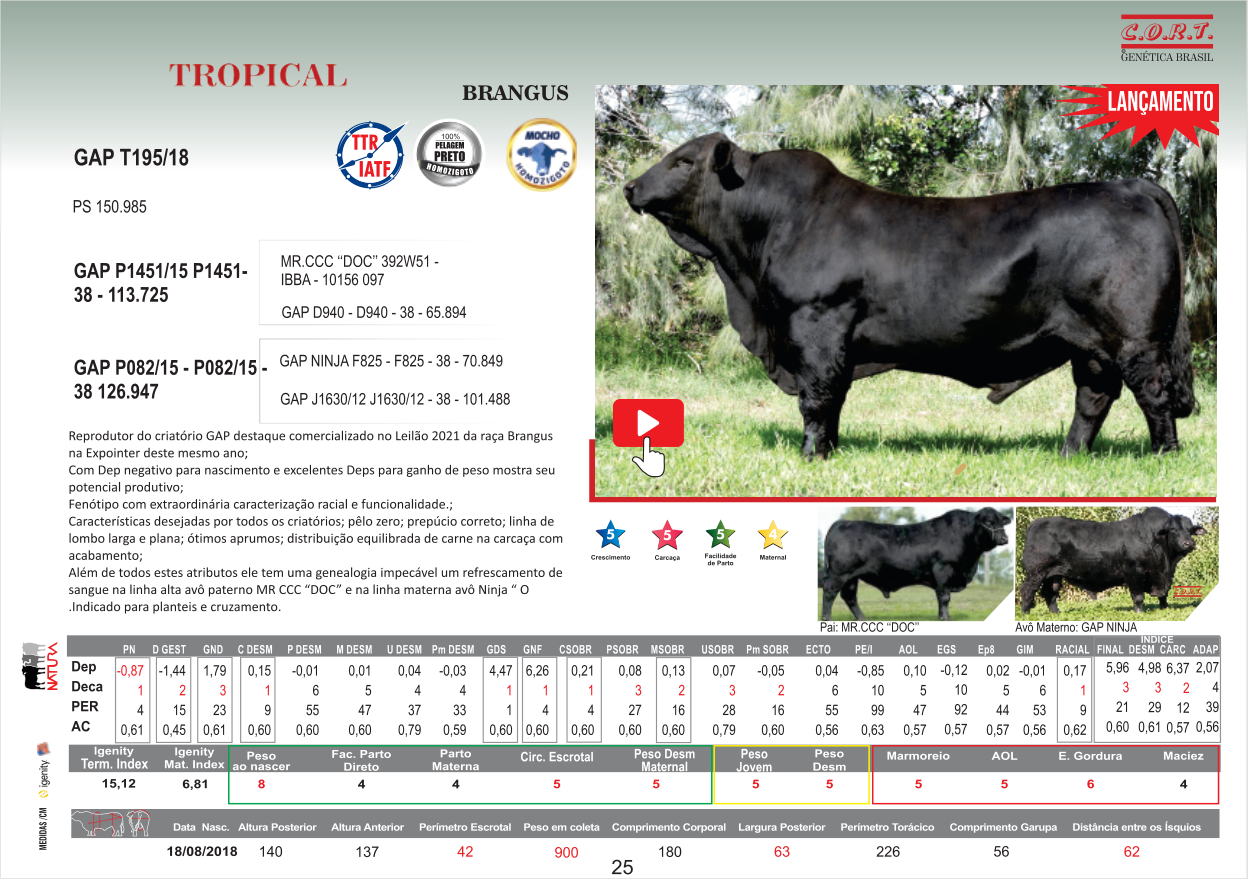 C.O.R.T.
GENÉTICA BRASIL
TROPICAL
BRANGUS
LANÇAMENTO
TTR
IATF
100%
PELAGEM
PRETO
HOMOZIGOTO
MOCHO
HOMOZIGOTO
GAP T195/18
PS 150.985
GAP P1451/15 P1451-
38 - 113.725
MR.CCC “DOC” 392W51 -
IBBA - 10156 097
GAP D940 - D940 - 38 - 65.894
GAP P082/15 - P082/15 -
38 126.947
GAP NINJA F825 - F825 - 38 - 70.849
GAP J1630/12 J1630/12 - 38 - 101.488
Reprodutor do criatório GAP destaque comercializado no Leilão 2021 da raça Brangus
na Expointer deste mesmo ano;
Com Dep negativo para nascimento e excelentes Deps para ganho de peso mostra seu
potencial produtivo;
Fenótipo com extraordinária caracterização racial e funcionalidade.;
Características desejadas por todos os criatórios; pêlo zero; prepúcio correto; linha de
lombo larga e plana; ótimos aprumos; distribuição equilibrada de carne na carcaça com
acabamento;
Além de todos estes atributos ele tem uma genealogia impecável um refrescamento de
sangue na linha alta avô paterno MR CCC “DOC” e na linha materna avô Ninja “ O
.Indicado para planteis e cruzamento.
5 5 5 4
Crescimento Carcaça Facilidade de Parto Maternal
C.O.R.T.
Pai: MR.CCC “DOC” Avô Materno: GAP NINJA
NATURA
INDICE
PN D GEST GND C DESM P DESM M DESM U DESM Pm DESM GDS GNF CSOBR PSOBR MSOBR USOBR Pm SOBR ECTO PE/I AOL EGS Ep8 GIM RACIAL FINAL DESM CARC ADAP
Dep -0,87 -1,44 1,79 0,15 -0,01 0,01 0,04 -0,03 4,47 6,26 0,21 0,08 0,13 0,07 -0,05 0,04 -0,85 0,10 -0,12 0,02 -0,01 0,17 5,96 4,98 6,37 2,07
Deca 1 2 3 1 6 5 4 4 1 1 1 3 2 3 2 6 10 5 10 5 6 1 3 3 2 4
PER 4 15 23 9 55 47 37 33 1 4 4 27 16 28 16 55 99 47 92 44 53 9 21 29 12 39
AC 0,61 0,45 0,61 0,60 0,60 0,60 0,79 0,59 0,60 0,60 0,60 0,60 0,60 0,79 0,60 0,56 0,63 0,57 0,57 0,57 0,56 0,62 0,60 0,61 0,57 0,56
igenity
Igenity Term. Index Igenity Mat. Index Peso ao nascer Fac. Parto Direto Parto Materna Circ. Escrotal Peso Desm Maternal Peso Jovem Peso Desm Marmoreio AOL E. Gordura Maciez
15,12 6,81 8 4 4 5 5 5 5 5 5 6 4
MEDIDAS /CM
Data Nasc. Altura Posterior Altura Anterior Perímetro Escrotal Peso em coleta Comprimento Corporal Largura Posterior Perímetro Torácico Comprimento Garupa Distância entre os Ísquios
18/08/2018 140 137 42 900 180 63 226 56 62
25